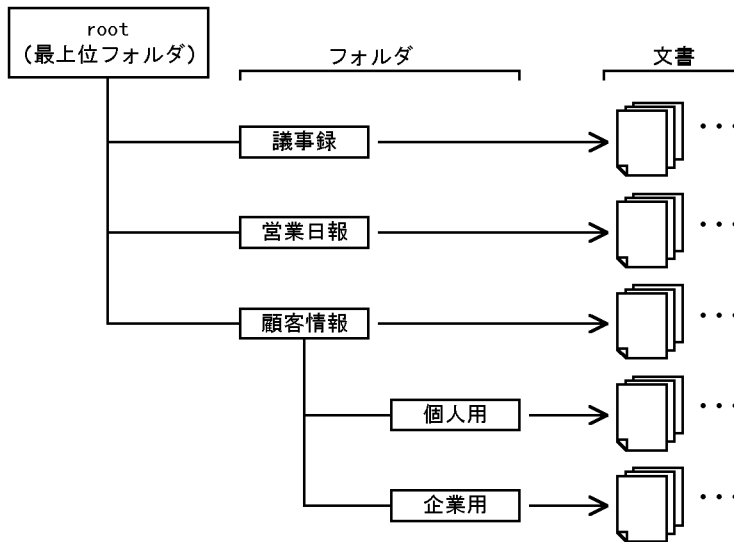 root
(最上位フォルダ)
フォルダ
文書
議事録
営業日報
顧客情報
個人用
企業用